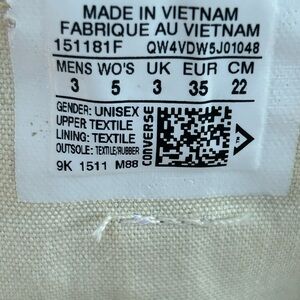 MADE IN VIETNAM
FABRIQUE AU VIETNAM
151181F QW4VDW5J01048
MENS WO'S UK EUR CM
3 5 3 35 22
GENDER: UNISEX
UPPER TEXTILE
LINING: TEXTILE
OUTSOLE: TEXTILE/RUBBER
9K 1511 M88
CONVERSE